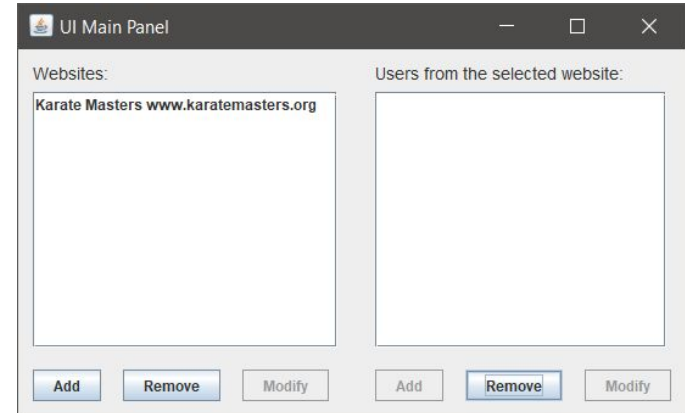 UI Main Panel
Websites: Users from the selected website:
Karate Masters www.karatemasters.org
Add Remove Modify Add Remove Modify